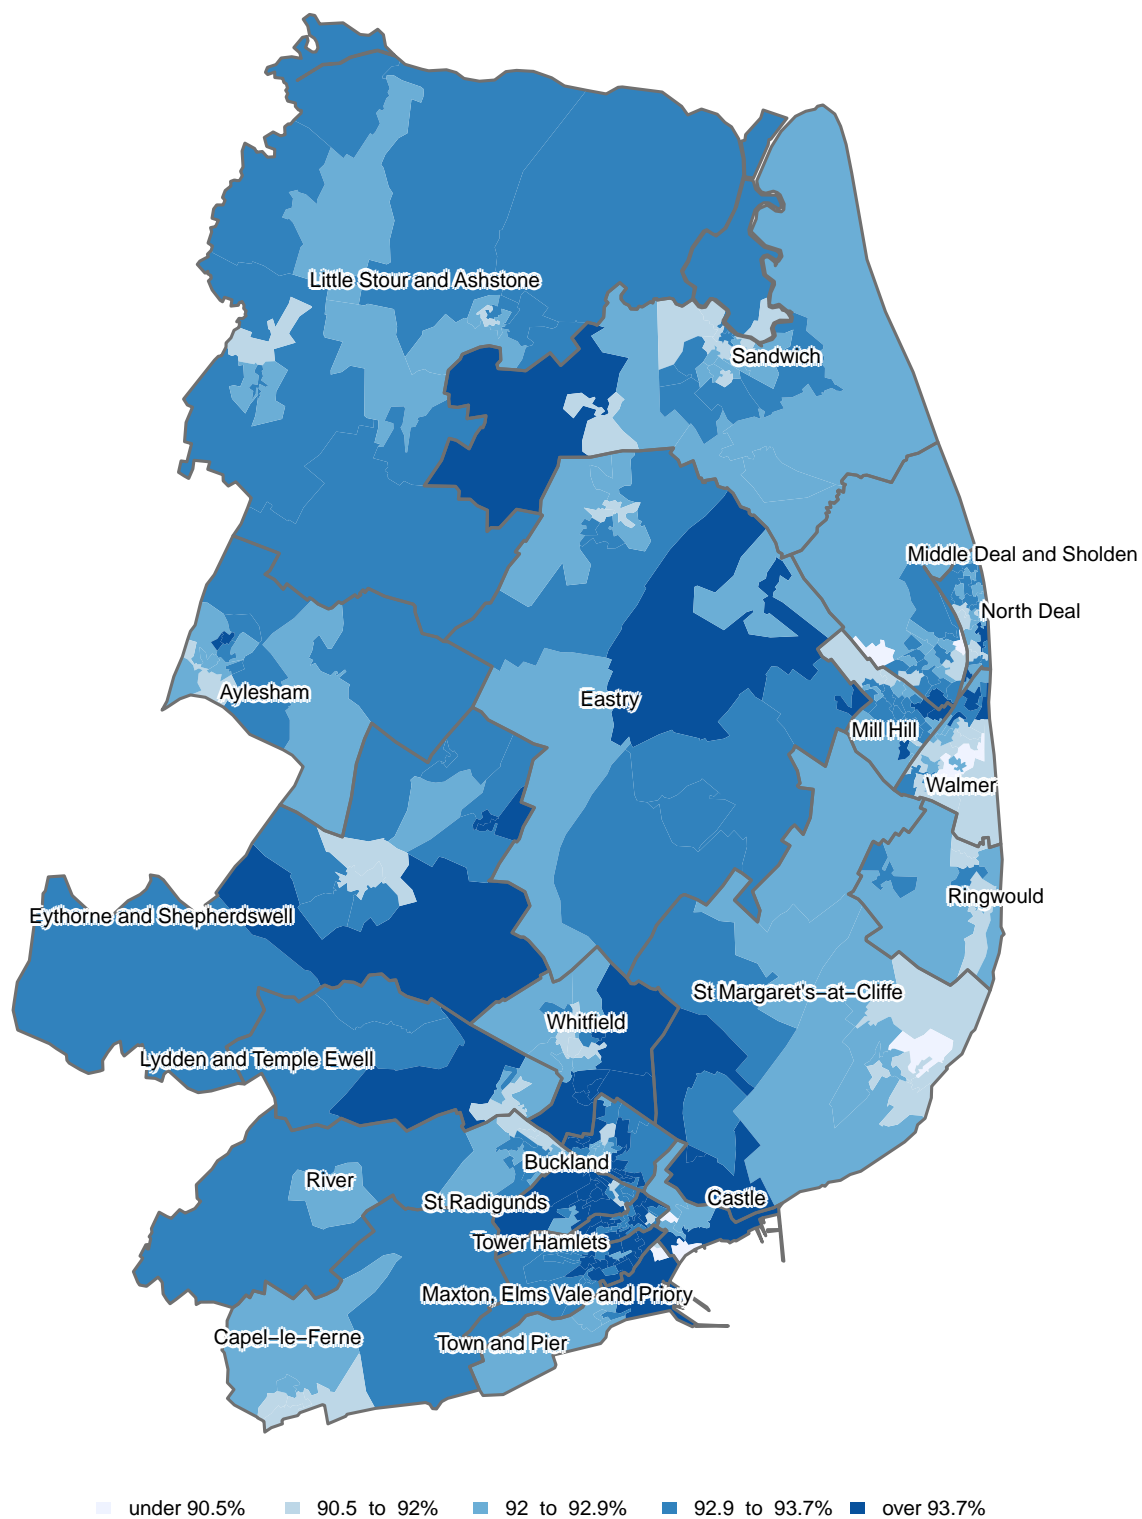 Little Stour and Ashstone
Sandwich
Middle Deal and Sholden
North Deal
Aylesham
Eastry
Mill Hill
Walmer
Ringwould
Eythorne and Shepherdswell
St Margaret's−at−Cliffe
Whitfield
Lydden and Temple Ewell
Buckland
River
St Radigunds
Castle
Tower Hamlets
Maxton, Elms Vale and Priory
Capel−le−Ferne
Town and Pier
under 90.5% 90.5 to 92% 92 to 92.9% 92.9 to 93.7% over 93.7%